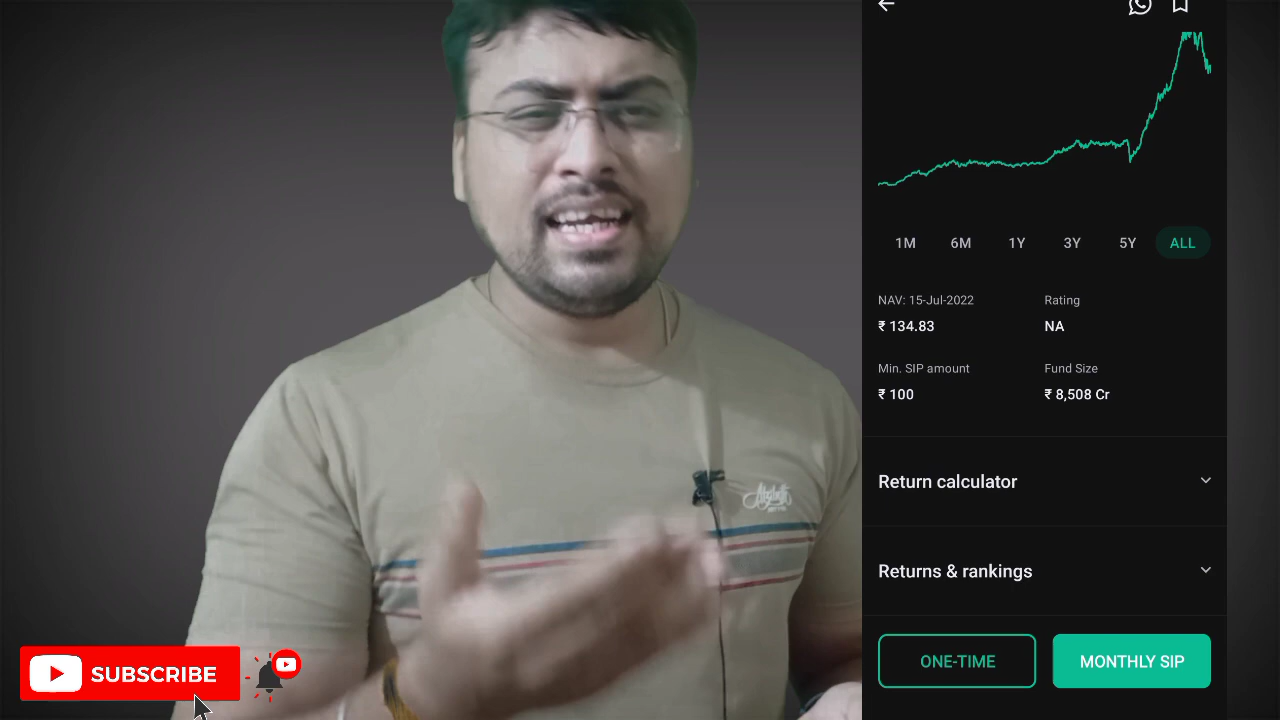 1M 6M 1Y 3Y 5Y ALL
NAV: 15-Jul-2022 Rating
₹ 134.83 NA
Min. SIP amount Fund Size
₹ 100 ₹ 8,508 Cr
Return calculator
Returns & rankings
ONE-TIME MONTHLY SIP
SUBSCRIBE